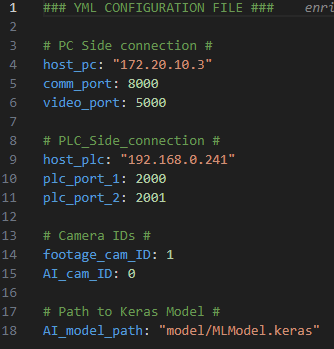 1 ### YML CONFIGURATION FILE ###
2
3 # PC Side connection #
4 host_pc: "172.20.10.3"
5 comm_port: 8000
6 video_port: 5000
7
8 # PLC_Side_connection #
9 host_plc: "192.168.0.241"
10 plc_port_1: 2000
11 plc_port_2: 2001
12
13 # Camera IDs #
14 footage_cam_ID: 1
15 AI_cam_ID: 0
16
17 # Path to Keras Model #
18 AI_model_path: "model/MLModel.keras"